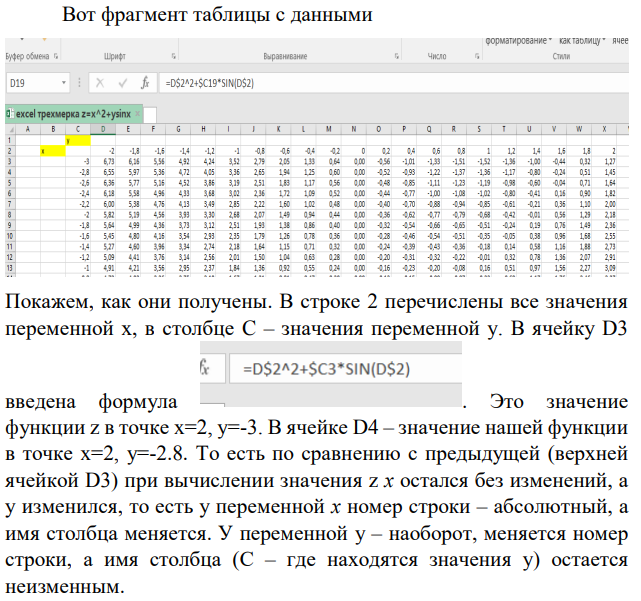 Вот фрагмент таблицы с данными
форматирование как таблицу ячее
Буфер обмена Шрифт Выравнивание Число Стили
D19 fx =D$2^2+$C19*SIN(D$2)
excel трехмерка z=x^2+ysinx
A B C D E F G H I J K L M N O P Q R S T U V W X
1 y
2 x -2 -1,8 -1,6 -1,4 -1,2 -1 -0,8 -0,6 -0,4 -0,2 0 0,2 0,4 0,6 0,8 1 1,2 1,4 1,6 1,8 2
3 -3 6,73 6,16 5,56 4,92 4,24 3,52 2,79 2,05 1,33 0,64 0,00 -0,56 -1,01 -1,33 -1,51 -1,52 -1,36 -1,00 -0,44 0,32 1,27
4 -2,8 6,55 5,97 5,36 4,72 4,05 3,36 2,65 1,94 1,25 0,60 0,00 -0,52 -0,93 -1,22 -1,37 -1,36 -1,17 -0,80 -0,24 0,51 1,45
5 -2,6 6,36 5,77 5,16 4,52 3,86 3,19 2,51 1,83 1,17 0,56 0,00 -0,48 -0,85 -1,11 -1,23 -1,19 -0,98 -0,60 -0,04 0,71 1,64
6 -2,4 6,18 5,58 4,96 4,33 3,68 3,02 2,36 1,72 1,09 0,52 0,00 -0,44 -0,77 -1,00 -1,08 -1,02 -0,80 -0,41 0,16 0,90 1,82
7 -2,2 6,00 5,38 4,76 4,13 3,49 2,85 2,22 1,60 1,02 0,48 0,00 -0,40 -0,70 -0,88 -0,94 -0,85 -0,61 -0,21 0,36 1,10 2,00
8 -2 5,82 5,19 4,56 3,93 3,30 2,68 2,07 1,49 0,94 0,44 0,00 -0,36 -0,62 -0,77 -0,79 -0,68 -0,42 -0,01 0,56 1,29 2,18
9 -1,8 5,64 4,99 4,36 3,73 3,12 2,51 1,93 1,38 0,86 0,40 0,00 -0,32 -0,54 -0,66 -0,65 -0,51 -0,24 0,19 0,76 1,49 2,36
10 -1,6 5,45 4,80 4,16 3,54 2,93 2,35 1,79 1,26 0,78 0,36 0,00 -0,28 -0,46 -0,54 -0,51 -0,35 -0,05 0,38 0,96 1,68 2,55
11 -1,4 5,27 4,60 3,96 3,34 2,74 2,18 1,64 1,15 0,71 0,32 0,00 -0,24 -0,39 -0,43 -0,36 -0,18 0,14 0,58 1,16 1,88 2,73
12 -1,2 5,09 4,41 3,76 3,14 2,56 2,01 1,50 1,04 0,63 0,28 0,00 -0,20 -0,31 -0,32 -0,22 -0,01 0,32 0,78 1,36 2,07 2,91
13 -1 4,91 4,21 3,56 2,95 2,37 1,84 1,36 0,92 0,55 0,24 0,00 -0,16 -0,23 -0,20 -0,08 0,16 0,51 0,97 1,56 2,27 3,09
Покажем, как они получены. В строке 2 перечислены все значения
переменной x, в столбце C – значения переменной y. В ячейку D3
fx =D$2^2+$C3*SIN(D$2)
введена формула . Это значение
функции z в точке x=2, y=-3. В ячейке D4 – значение нашей функции
в точке x=2, y=-2.8. То есть по сравнению с предыдущей (верхней
ячейкой D3) при вычислении значения z x остался без изменений, а
y изменился, то есть у переменной x номер строки – абсолютный, а
имя столбца меняется. У переменной y – наоборот, меняется номер
строки, а имя столбца (C – где находятся значения y) остается
неизменным.